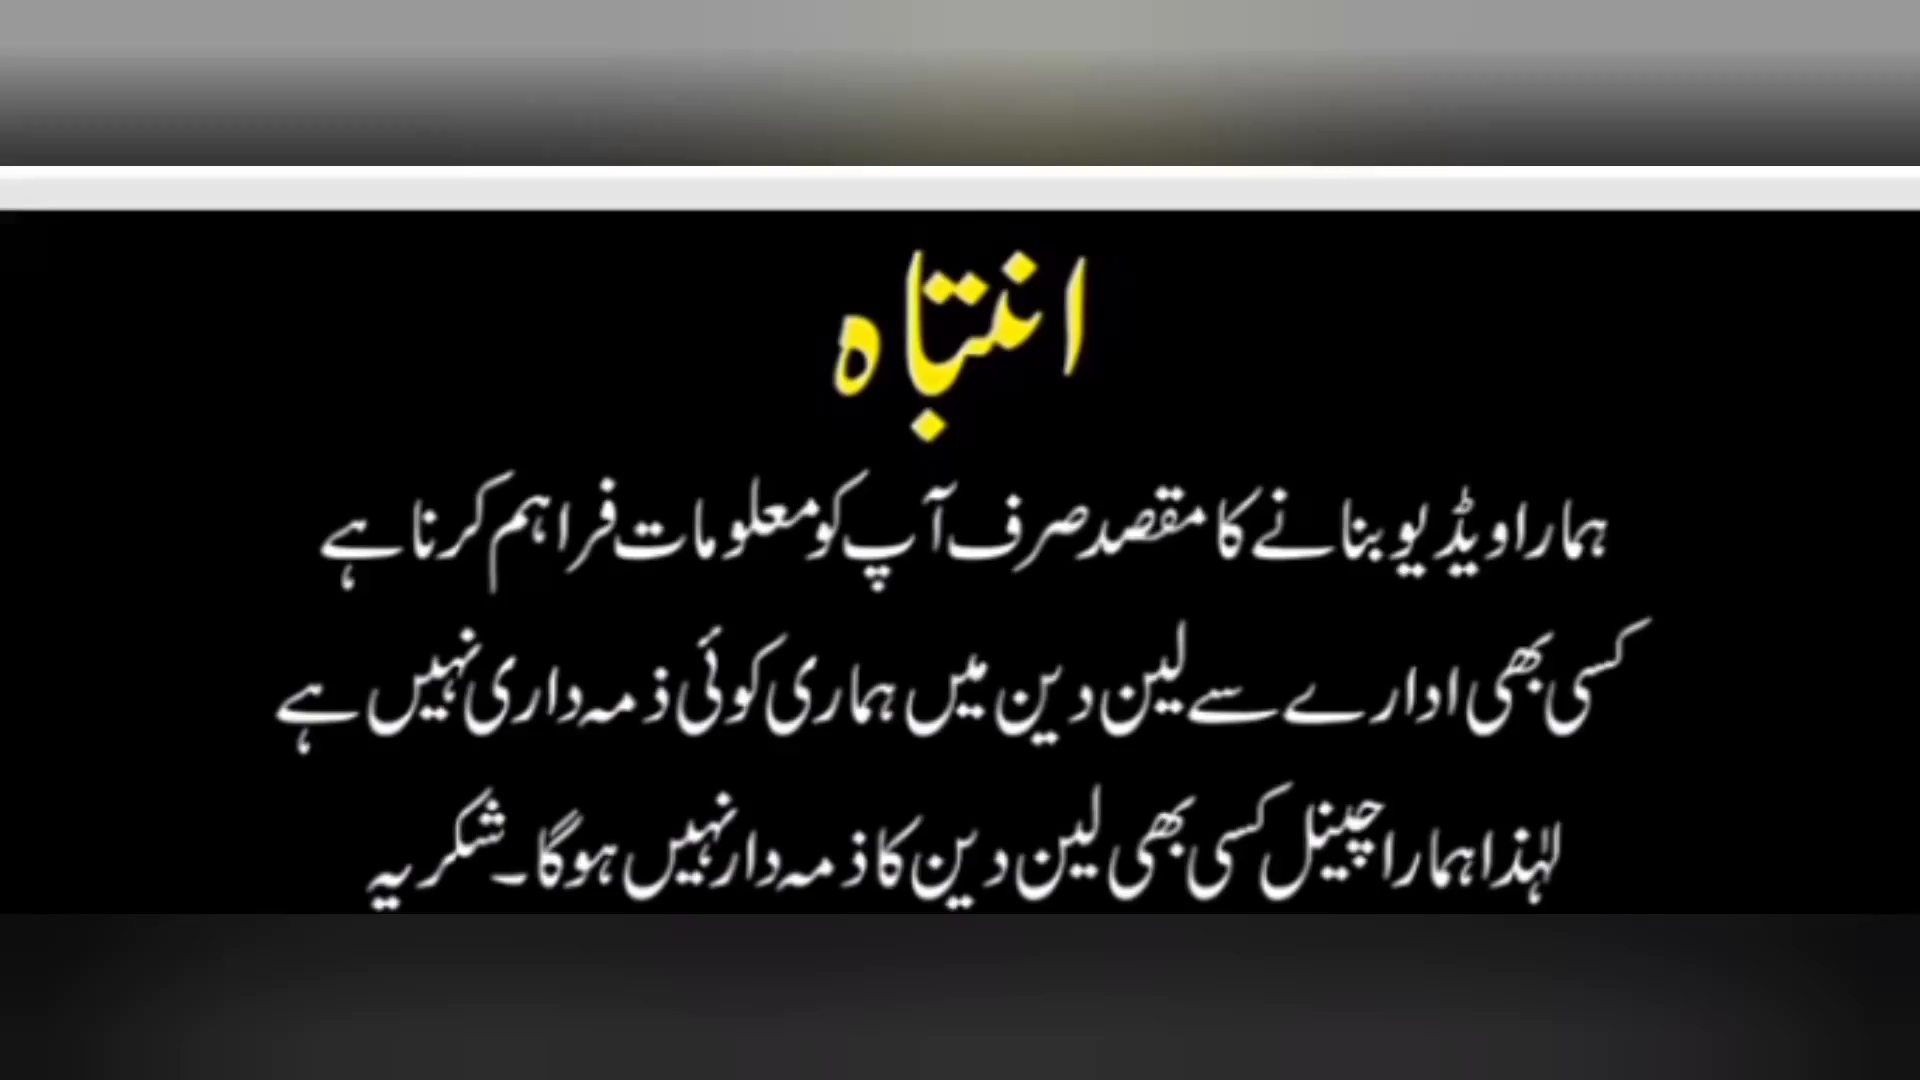 انتباہ
ہمارا ویڈیو بنانے کا مقصد صرف آپ کو معلومات فراہم کرنا ہے
کسی بھی ادارے سے لین دین میں ہماری کوئی ذمہ داری نہیں ہے
لہٰذا ہمارا چینل کسی بھی لین دین کا ذمہ دار نہیں ہوگا۔ شکریہ